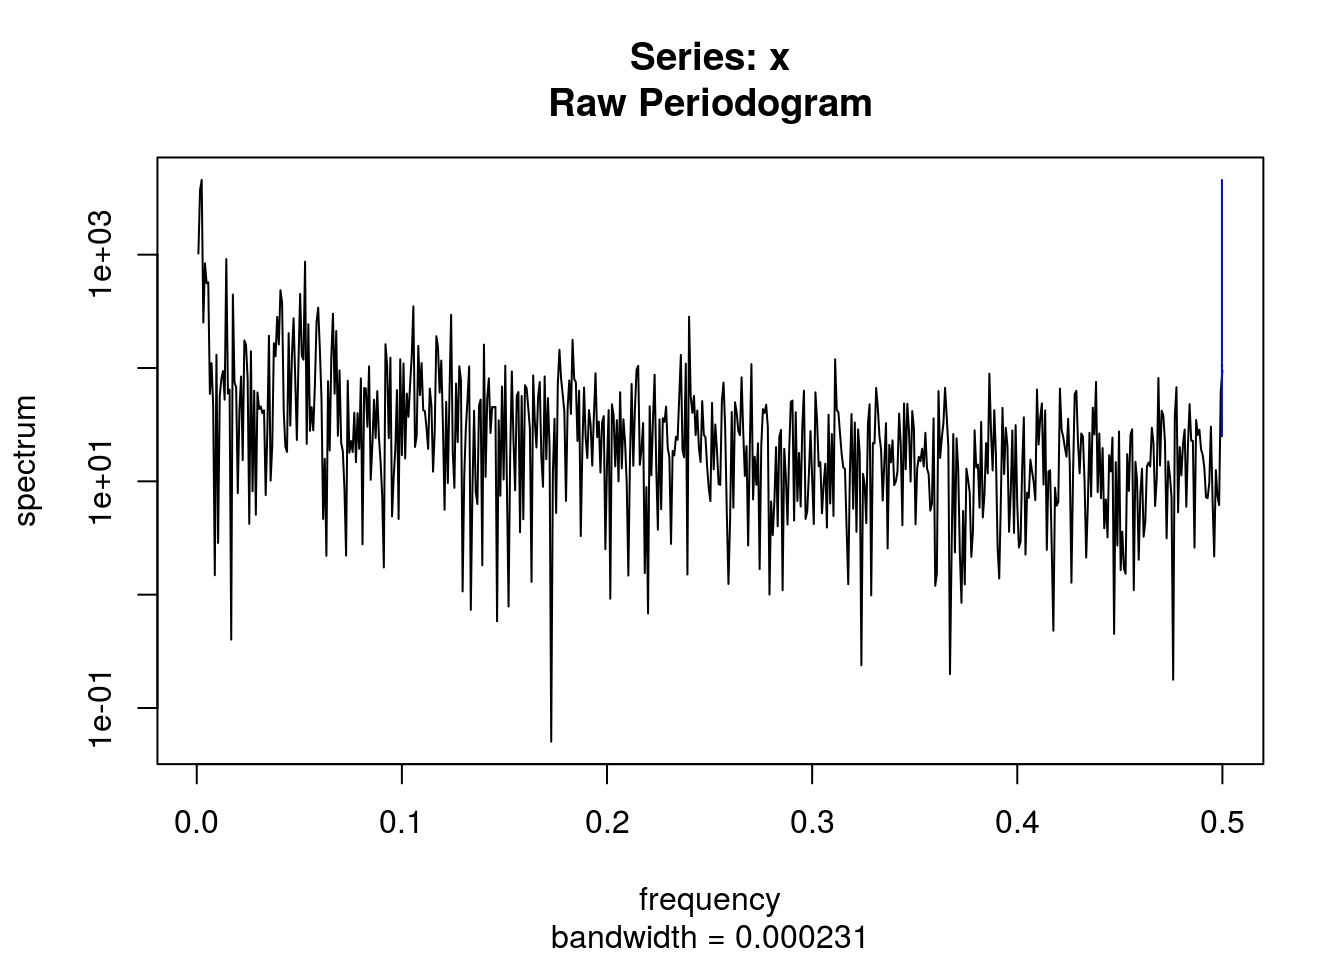 Series: x
Raw Periodogram
1e+03
1e+01
1e-01
spectrum
0.0 0.1 0.2 0.3 0.4 0.5
frequency
bandwidth = 0.000231